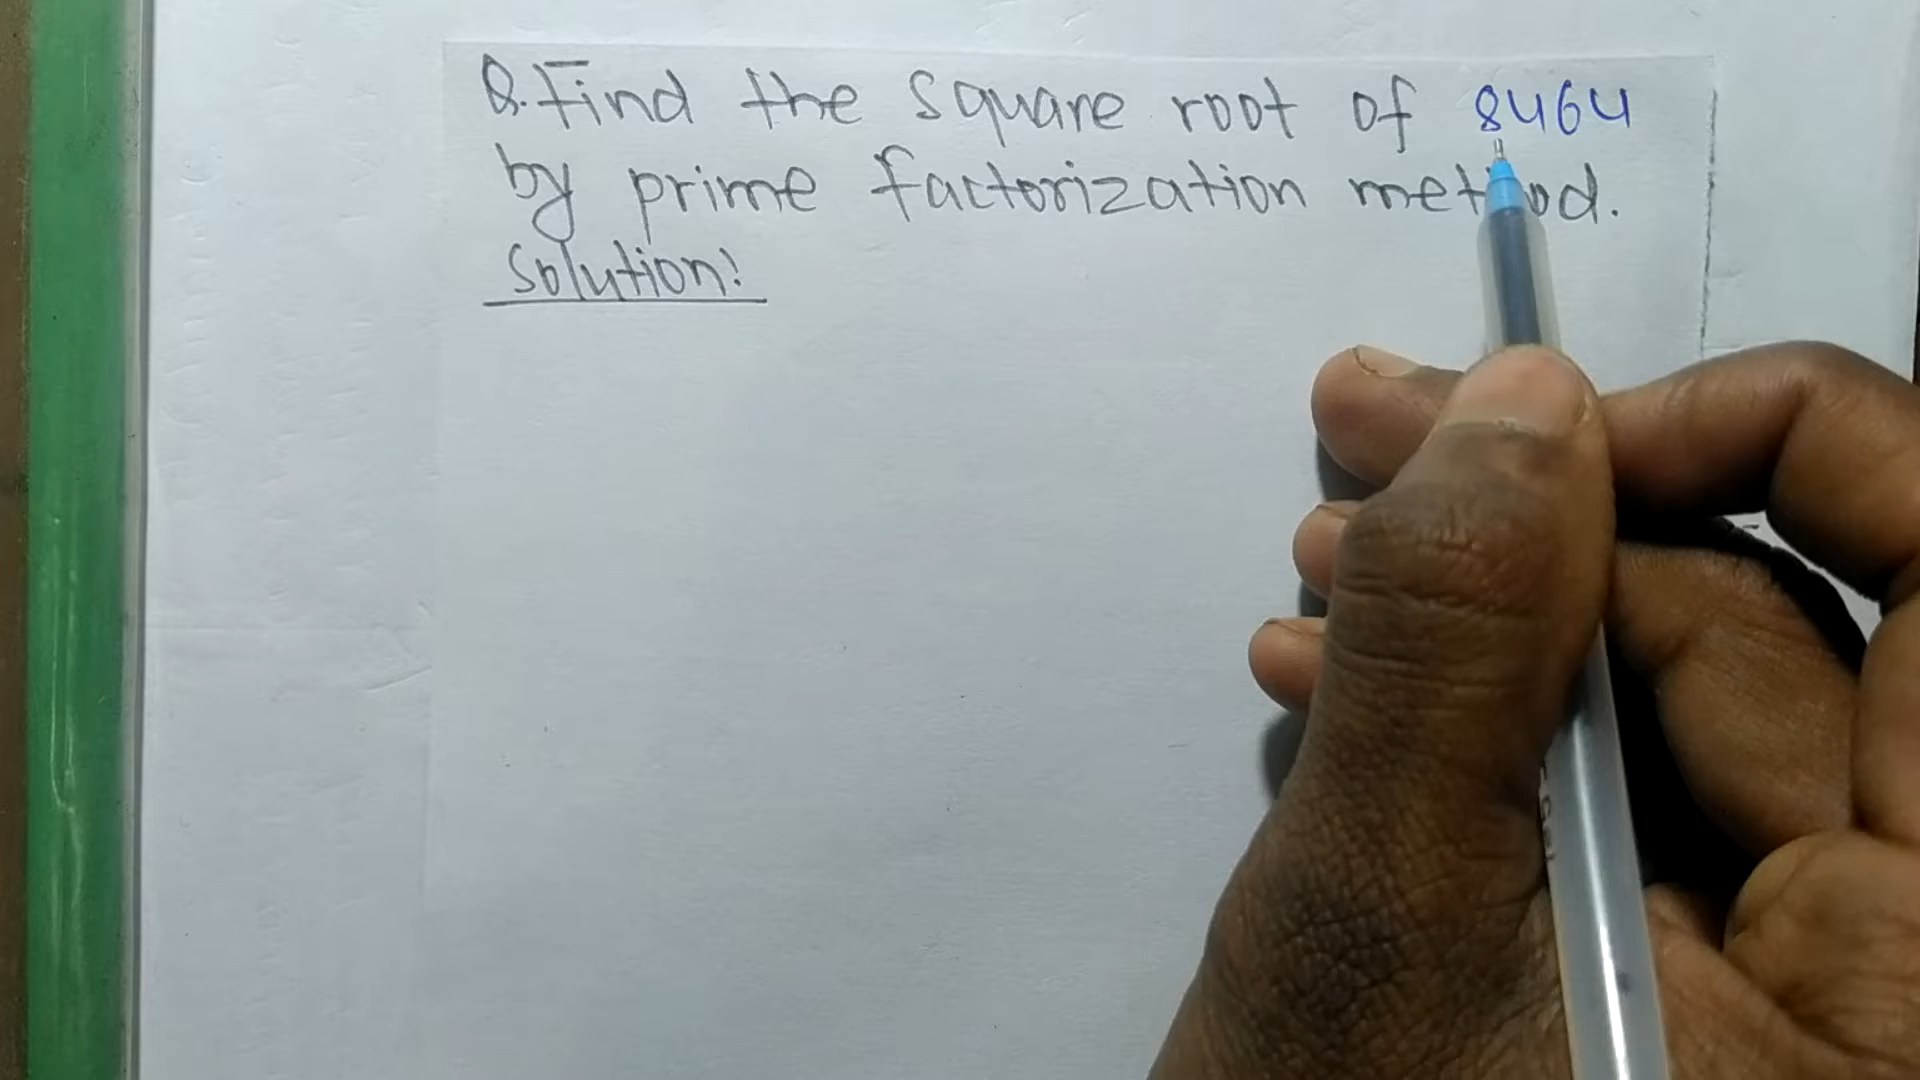 Q. Find the square root of 8464
by prime factorization method.
Solution: